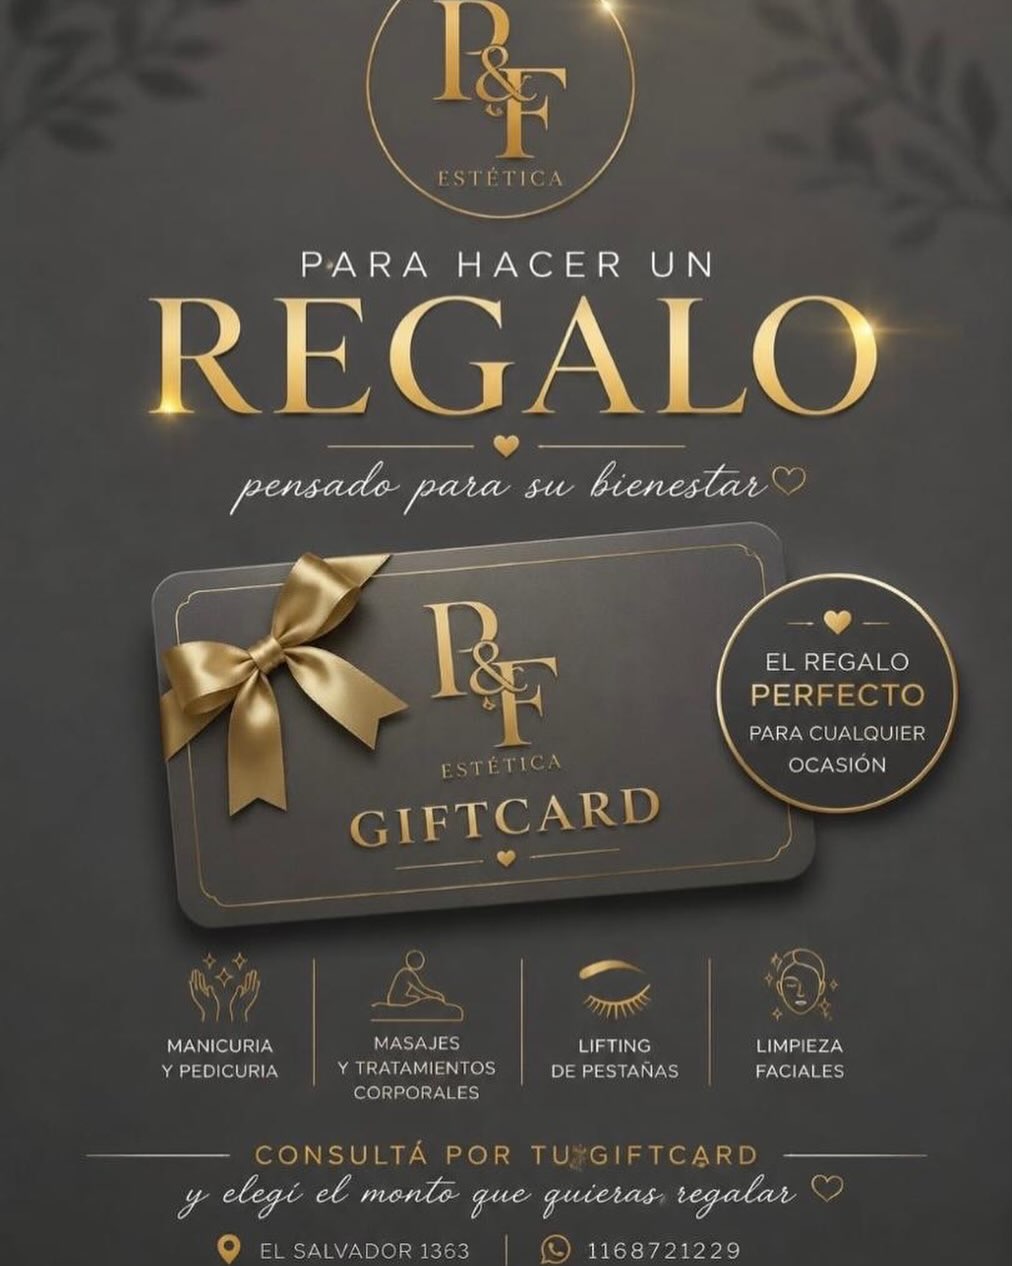 P&F
ESTÉTICA
PARA HACER UN
REGALO
pensado para su bienestar
P&F
ESTÉTICA
GIFTCARD
EL REGALO
PERFECTO
PARA CUALQUIER
OCASIÓN
MANICURIA
Y PEDICURIA
MASAJES
Y TRATAMIENTOS
CORPORALES
LIFTING
DE PESTAÑAS
LIMPIEZA
FACIALES
CONSULTÁ POR TU GIFTCARD
y elegí el monto que quieras regalar
EL SALVADOR 1363
1168721229